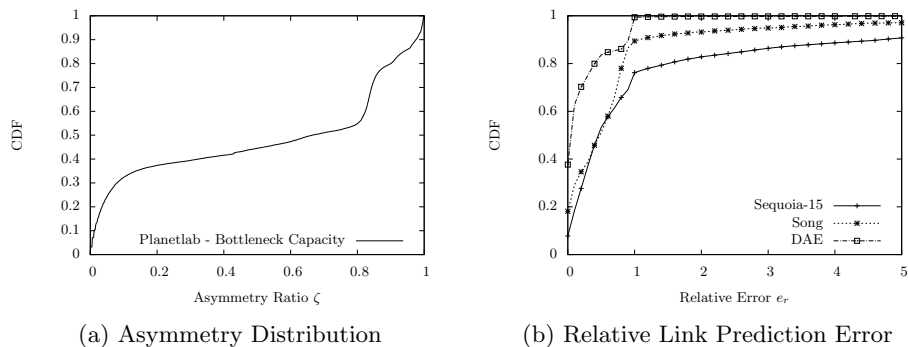 1
0.9
0.8
0.7
0.6
0.5
0.4
0.3
0.2
0.1
0
CDF
0 0.2 0.4 0.6 0.8 1
Asymmetry Ratio ζ
Planetlab - Bottleneck Capacity
(a) Asymmetry Distribution
1
0.8
0.6
0.4
0.2
0
CDF
Sequoia-15
Song
DAE
0 1 2 3 4 5
Relative Error e_r
(b) Relative Link Prediction Error